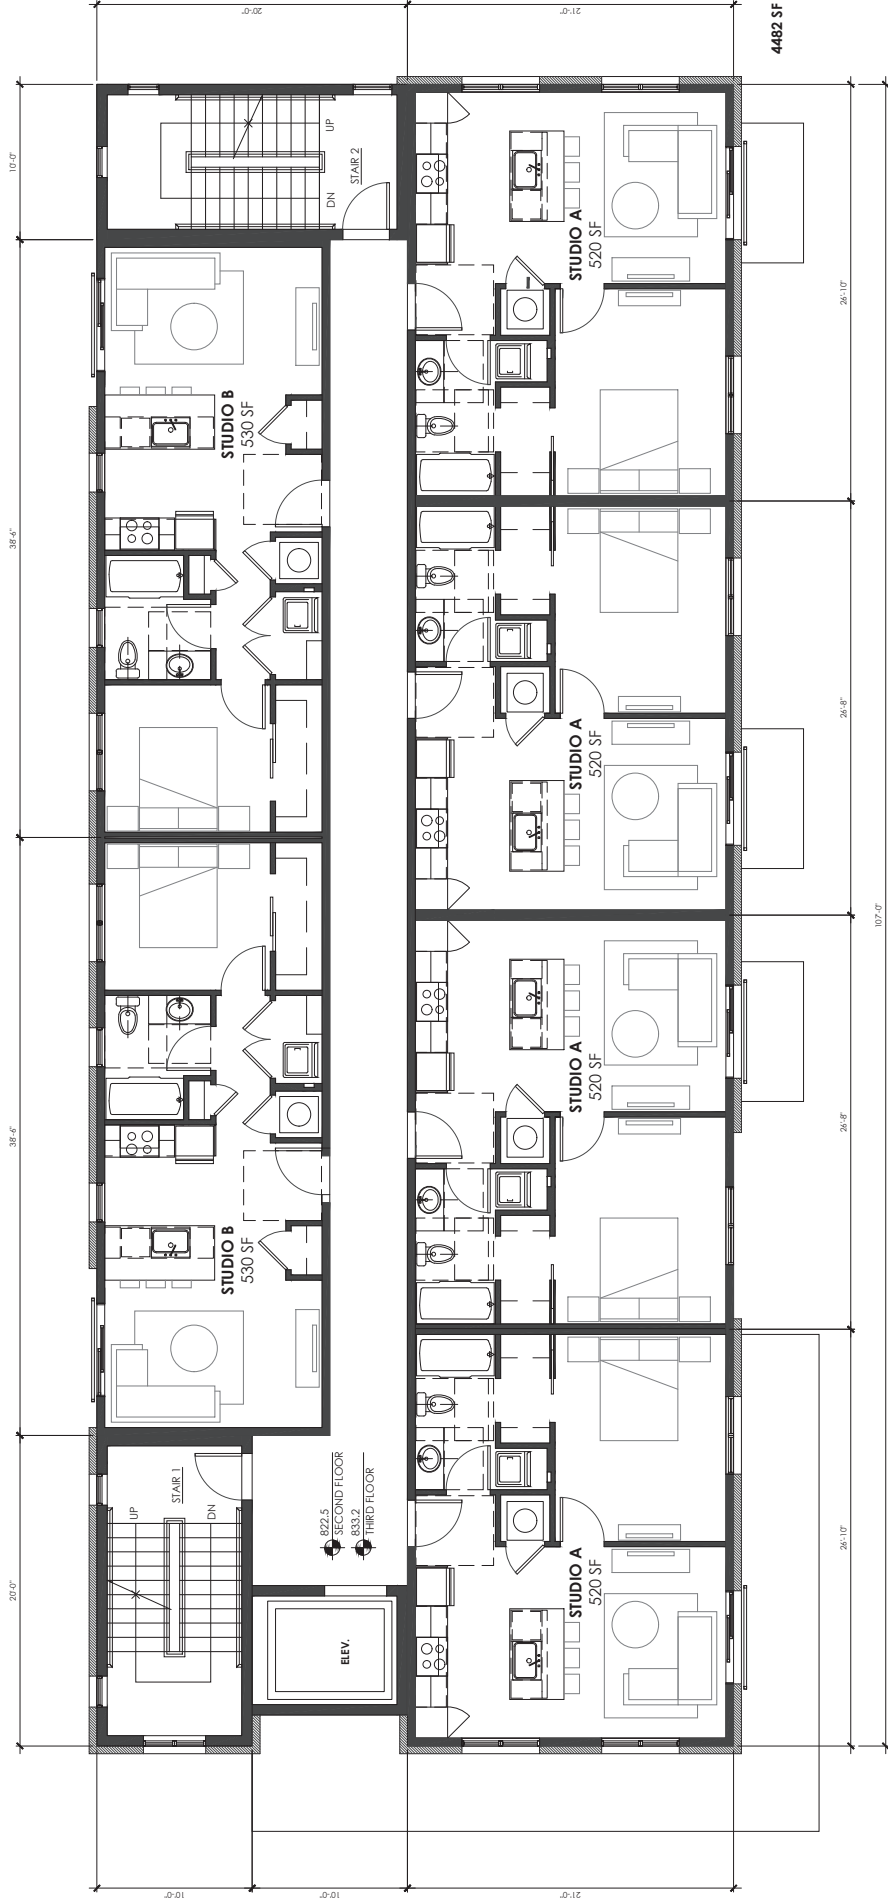 20'-0"
21'-0"
4482 SF
10'-0"
UP
DN
STAIR 2
STUDIO A
520 SF
26'-10"
STUDIO B
530 SF
38'-6"
STUDIO A
520 SF
26'-8"
107'-0"
STUDIO A
520 SF
26'-8"
38'-6"
STUDIO B
530 SF
STAIR 1
UP
DN
822.5
SECOND FLOOR
833.2
THIRD FLOOR
20'-0"
STUDIO A
520 SF
26'-10"
ELEV.
10'-0"
10'-0"
21'-0"